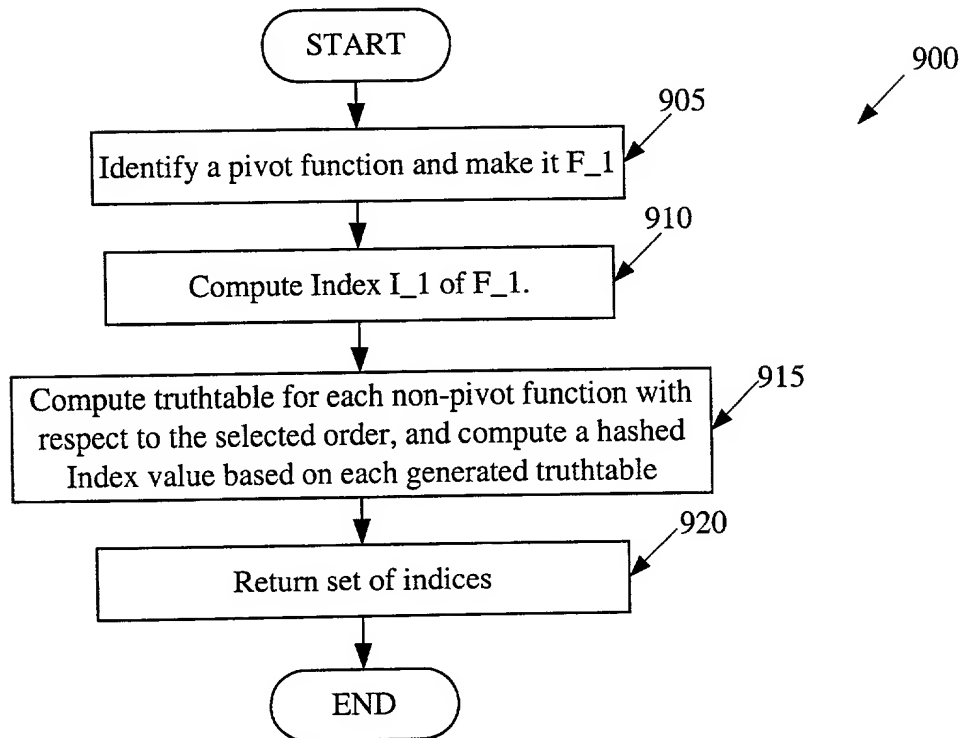 START
900
905
Identify a pivot function and make it F_1
910
Compute Index I_1 of F_1.
915
Compute truthtable for each non-pivot function with
respect to the selected order, and compute a hashed
Index value based on each generated truthtable
920
Return set of indices
END